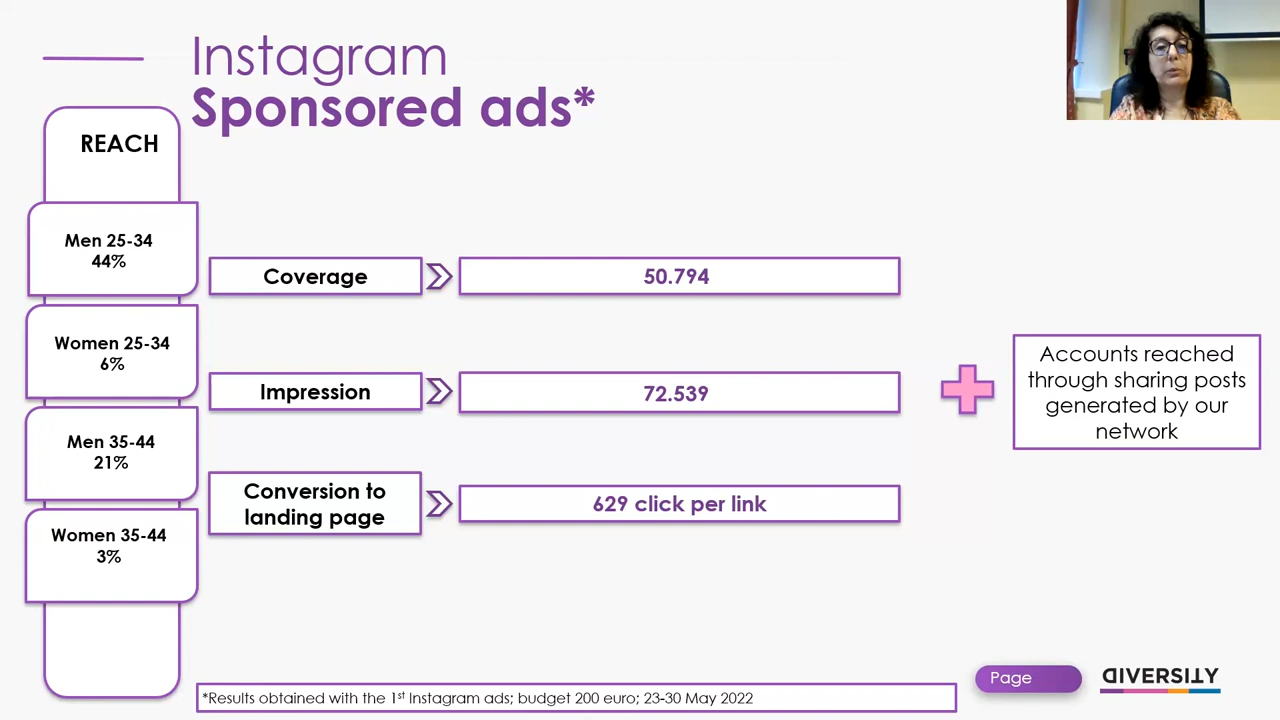 Instagram
Sponsored ads*
REACH
Men 25-34
44%
Women 25-34
6%
Men 35-44
21%
Women 35-44
3%
Coverage
50.794
Impression
72.539
Conversion to
landing page
629 click per link
Accounts reached
through sharing posts
generated by our
network
*Results obtained with the 1st Instagram ads; budget 200 euro; 23-30 May 2022
Page
DIVERSITY